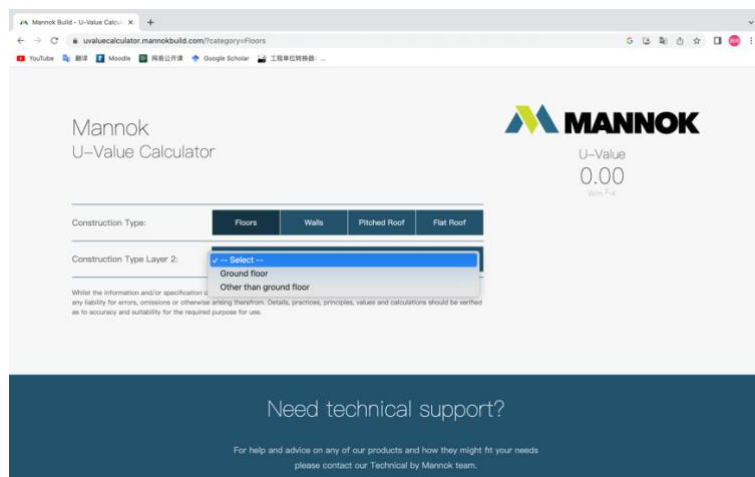 Mannok Build - U-Value Calcul
uvaluecalculator.mannokbuild.com/?category=Floors
YouTube 翻译 Moodle 网易公开课 Google Scholar 工程单位转换器: ...
MANNOK
Mannok
U-Value Calculator
U-Value
0.00
Construction Type: Floors Walls Pitched Roof Flat Roof
Construction Type Layer 2: ✓ -- Select --
Ground floor
Other than ground floor
Whilst the information and/or specification
any liability for errors, omissions or otherwise arising therefrom. Details, practices, principles, values and calculations should be verified
as to accuracy and suitability for the required purpose for use.
Need technical support?
For help and advice on any of our products and how they might fit your needs
please contact our Technical by Mannok team.